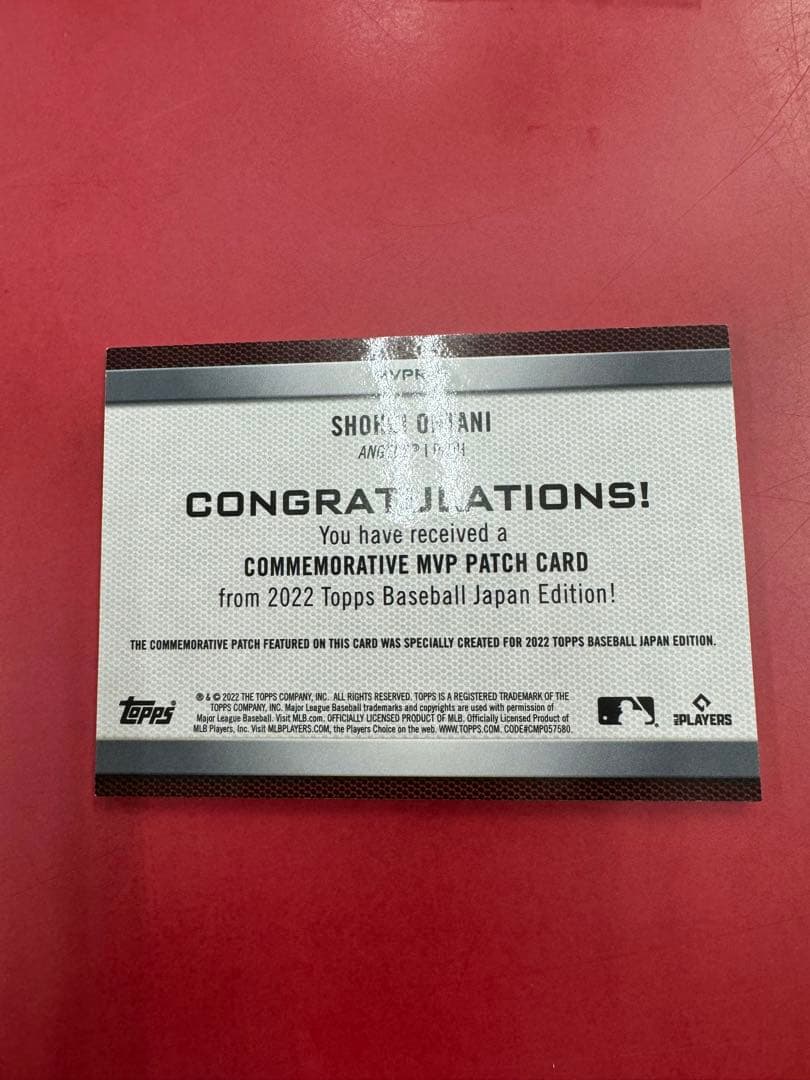 SHOHEI OHTANI
CONGRATULATIONS!
You have received a
COMMEMORATIVE MVP PATCH CARD
from 2022 Topps Baseball Japan Edition!
THE COMMEMORATIVE PATCH FEATURED ON THIS CARD WAS SPECIALLY CREATED FOR 2022 TOPPS BASEBALL JAPAN EDITION.
topps
® & © 2022 THE TOPPS COMPANY, INC. ALL RIGHTS RESERVED. TOPPS IS A REGISTERED TRADEMARK OF THE
TOPPS COMPANY, INC. Major League Baseball trademarks and copyrights are used with permission of
Major League Baseball. Visit MLB.com. OFFICIALLY LICENSED PRODUCT OF MLB. Officially Licensed Product of
MLB Players, Inc. Visit MLBPLAYERS.COM, the Players Choice on the web. WWW.TOPPS.COM. CODE#CMP057580.
MLB PLAYERS